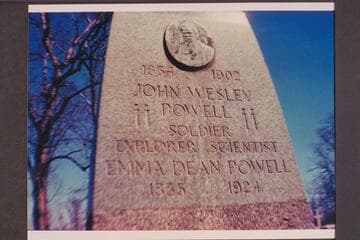 1834 1902
JOHN WESLEY
POWELL
SOLDIER
EXPLORER SCIENTIST
EMMA DEAN POWELL
1835 1924